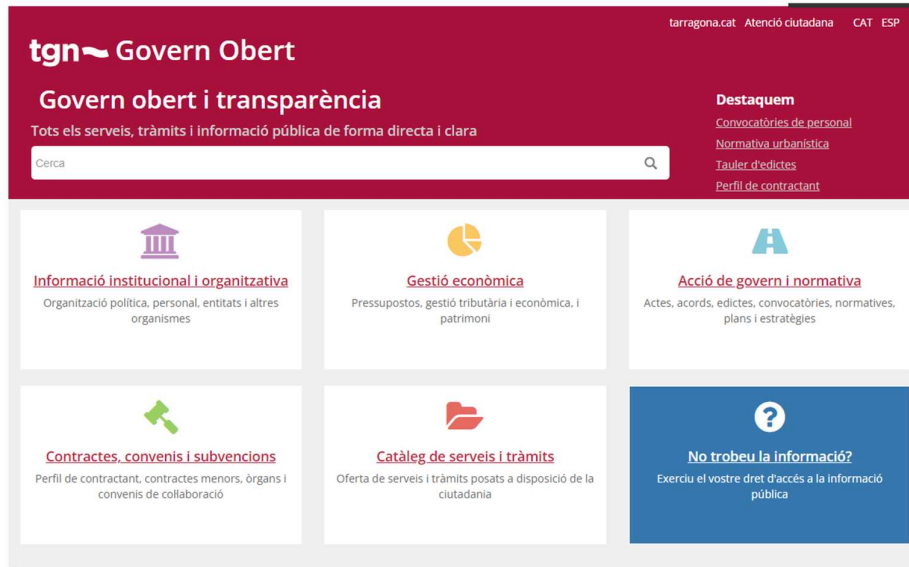 tarragona.cat Atenció ciutadana CAT ESP
tgn Govern Obert
Govern obert i transparència
Tots els serveis, tràmits i informació pública de forma directa i clara
Cerca
Destaquem
Convocatòries de personal
Normativa urbanística
Tauler d'edictes
Perfil de contractant
Informació institucional i organitzativa
Organització política, personal, entitats i altres
organismes
Gestió econòmica
Pressupostos, gestió tributària i econòmica, i
patrimoni
Acció de govern i normativa
Actes, acords, edictes, convocatòries, normatives,
plans i estratègies
Contractes, convenis i subvencions
Perfil de contractant, contractes menors, òrgans i
convenis de collaboració
Catàleg de serveis i tràmits
Oferta de serveis i tràmits posats a disposició de la
ciutadania
?
No trobeu la informació?
Exerciu el vostre dret d'accés a la informació
pública